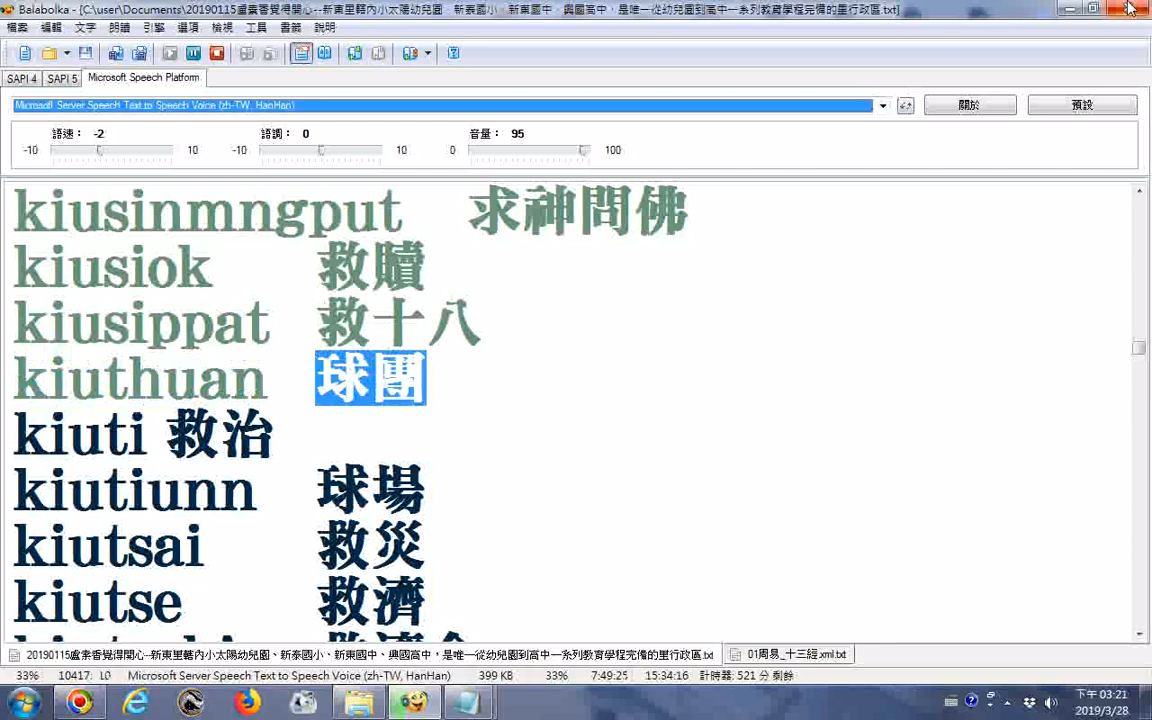 Balabolka - [C:\user\Documents\20190115盧素香覺得開心--新東里轄內小太陽幼兒園、新泰國小、新東國中、興國高中，是唯一從幼兒園到高中一系列教育學程完備的里行政區.txt]
檔案 編輯 文字 朗讀 引擎 選項 檢視 工具 書籤 說明
SAPI 4 SAPI 5 Microsoft Speech Platform
Microsoft Server Speech Text to Speech Voice (zh-TW, HanHan) 關於 預設
語速： -2 語調： 0 音量： 95
-10 10 -10 10 0 100
kiusinmngput 求神問佛
kiusiok 救贖
kiusippat 救十八
kiuthuan 球團
kiuti 救治
kiutiunn 球場
kiutsai 救災
kiutse 救濟
20190115盧素香覺得開心--新東里轄內小太陽幼兒園、新泰國小、新東國中、興國高中，是唯一從幼兒園到高中一系列教育學程完備的里行政區.txt 01周易_十三經.xml.txt
33% 10417: 10 Microsoft Server Speech Text to Speech Voice (zh-TW, HanHan) 399 KB 33% 7:49:25 15:34:16 計時器: 521 分 剩餘
下午 03:21
2019/3/28